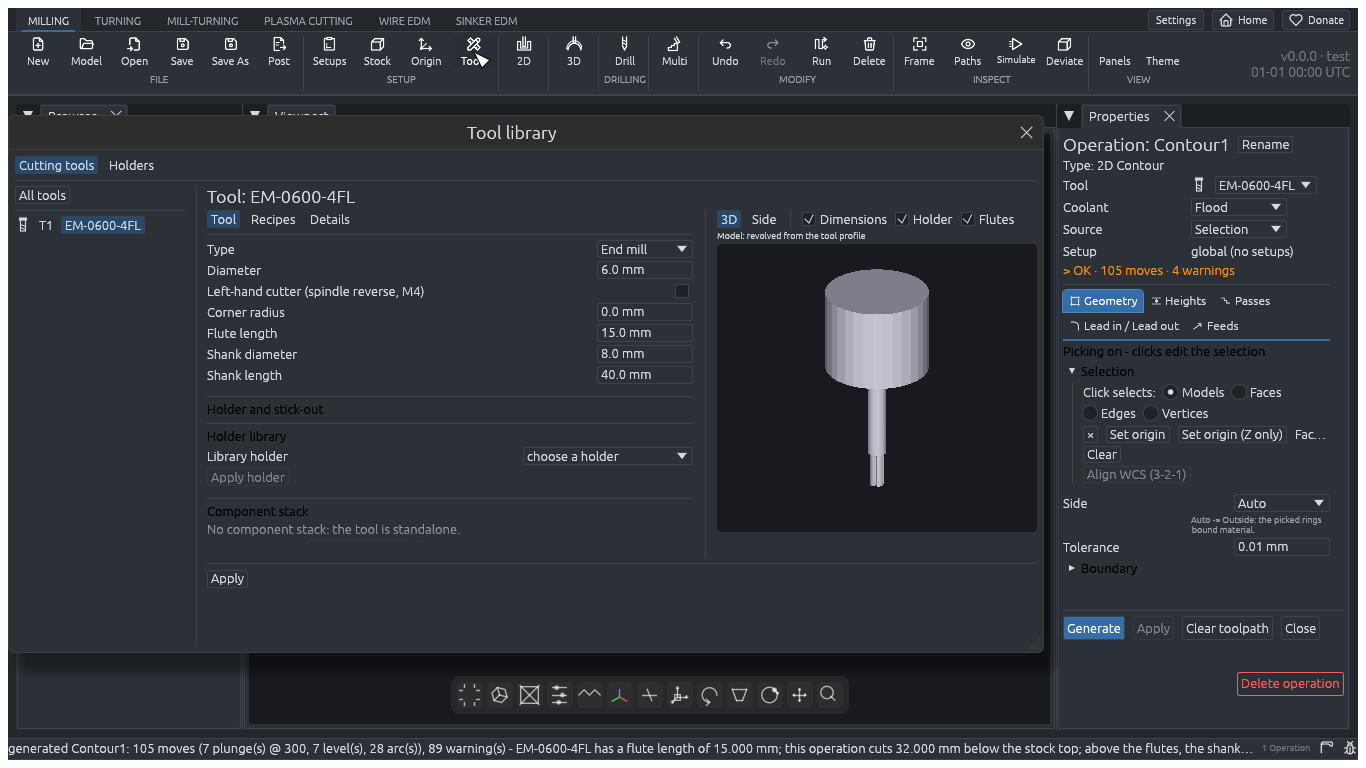 MILLING TURNING MILL-TURNING PLASMA CUTTING WIRE EDM SINKER EDM Settings Home Donate
New Model Open Save Save As Post Setups Stock Origin 2D 3D Drill Multi Undo Redo Run Delete Frame Paths Simulate Deviate Panels Theme
FILE SETUP DRILLING MODIFY INSPECT VIEW
v0.0.0 · test
01-01 00:00 UTC
Properties
Tool library
Cutting tools Holders
All tools
T1 EM-0600-4FL
Tool: EM-0600-4FL
Tool Recipes Details
Type End mill
Diameter 6.0 mm
Left-hand cutter (spindle reverse, M4)
Corner radius 0.0 mm
Flute length 15.0 mm
Shank diameter 8.0 mm
Shank length 40.0 mm
Holder and stick-out
Holder library
Library holder choose a holder
Apply holder
Component stack
No component stack: the tool is standalone.
Apply
3D Side Dimensions Holder Flutes
Model: revolved from the tool profile
Operation: Contour1 Rename
Type: 2D Contour
Tool EM-0600-4FL
Coolant Flood
Source Selection
Setup global (no setups)
> OK · 105 moves · 4 warnings
Geometry Heights Passes
Lead in / Lead out Feeds
Picking on - clicks edit the selection
Selection
Click selects: Models Faces
Edges Vertices
× Set origin Set origin (Z only) Fac…
Clear
Align WCS (3-2-1)
Side Auto
Auto -> Outside: the picked rings
bound material.
Tolerance 0.01 mm
Boundary
Generate Apply Clear toolpath Close
Delete operation
generated Contour1: 105 moves (7 plunge(s) @ 300, 7 level(s), 28 arc(s)), 89 warning(s) - EM-0600-4FL has a flute length of 15.000 mm; this operation cuts 32.000 mm below the stock top; above the flutes, the shank… 1 Operation